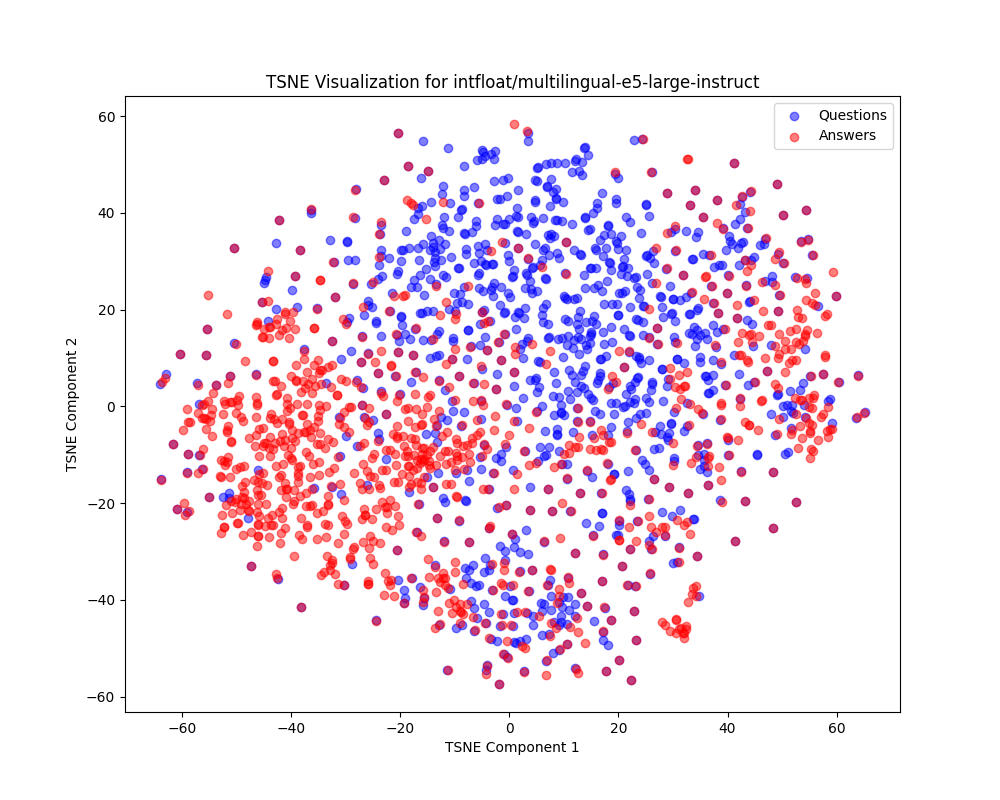 TSNE Visualization for intfloat/multilingual-e5-large-instruct
Questions
Answers
60
40
20
0
−20
−40
−60
TSNE Component 2
−60
−40
−20
0
20
40
60
TSNE Component 1